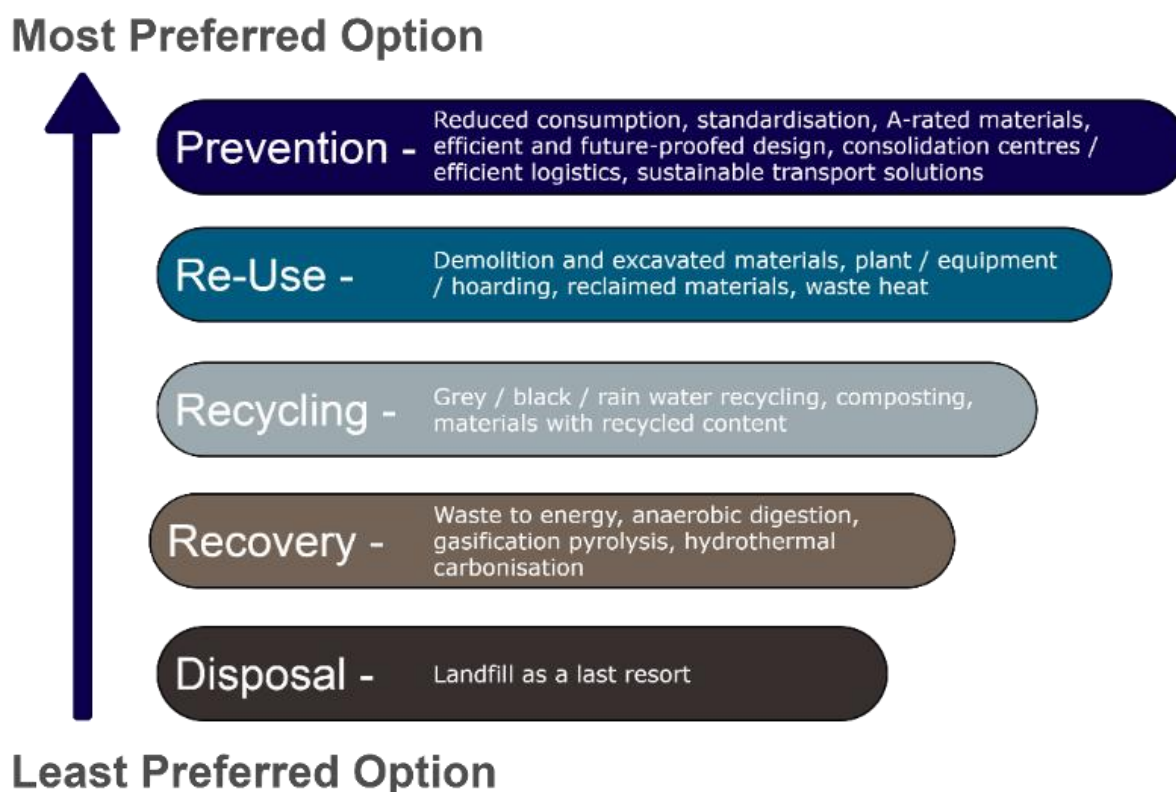 Most Preferred Option
Prevention -
Reduced consumption, standardisation, A-rated materials,
efficient and future-proofed design, consolidation centres /
efficient logistics, sustainable transport solutions
Re-Use -
Demolition and excavated materials, plant / equipment
/ hoarding, reclaimed materials, waste heat
Recycling -
Grey / black / rain water recycling, composting,
materials with recycled content
Recovery -
Waste to energy, anaerobic digestion,
gasification pyrolysis, hydrothermal
carbonisation
Disposal -
Landfill as a last resort
Least Preferred Option